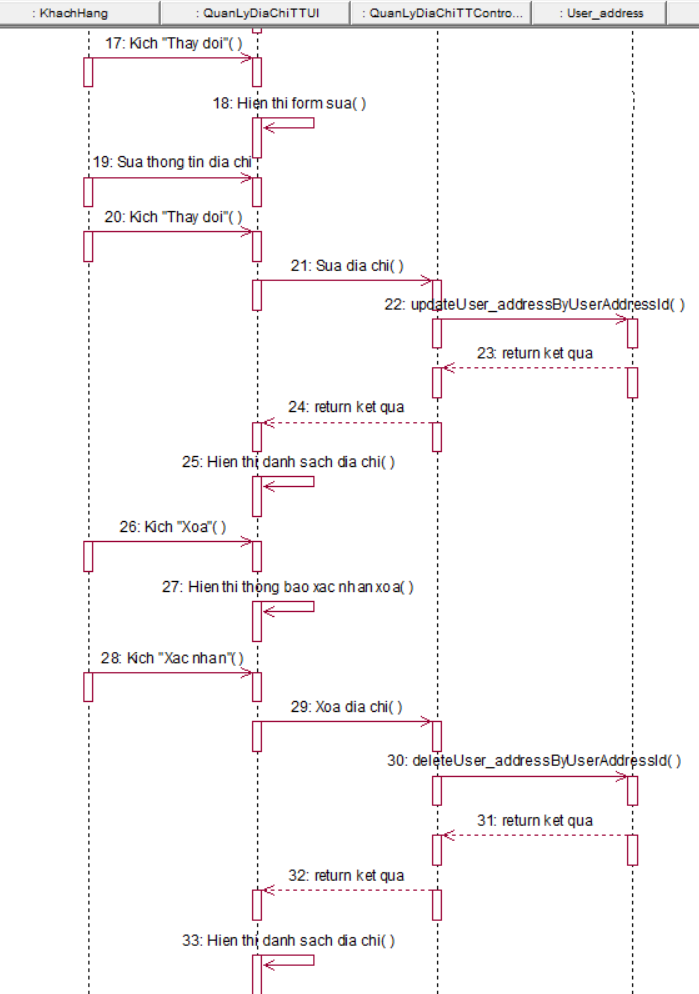 : KhachHang
: QuanLyDiaChiTTUI
: QuanLyDiaChiTTContro...
: User_address
17: Kich "Thay doi"( )
18: Hien thi form sua( )
19: Sua thong tin dia chi
20: Kich "Thay doi"( )
21: Sua dia chi( )
22: updateUser_addressByUserAddressId( )
23: return ket qua
24: return ket qua
25: Hien thi danh sach dia chi( )
26: Kich "Xoa"( )
27: Hien thi thong bao xac nhan xoa( )
28: Kich "Xac nhan"( )
29: Xoa dia chi( )
30: deleteUser_addressByUserAddressId( )
31: return ket qua
32: return ket qua
33: Hien thi danh sach dia chi( )